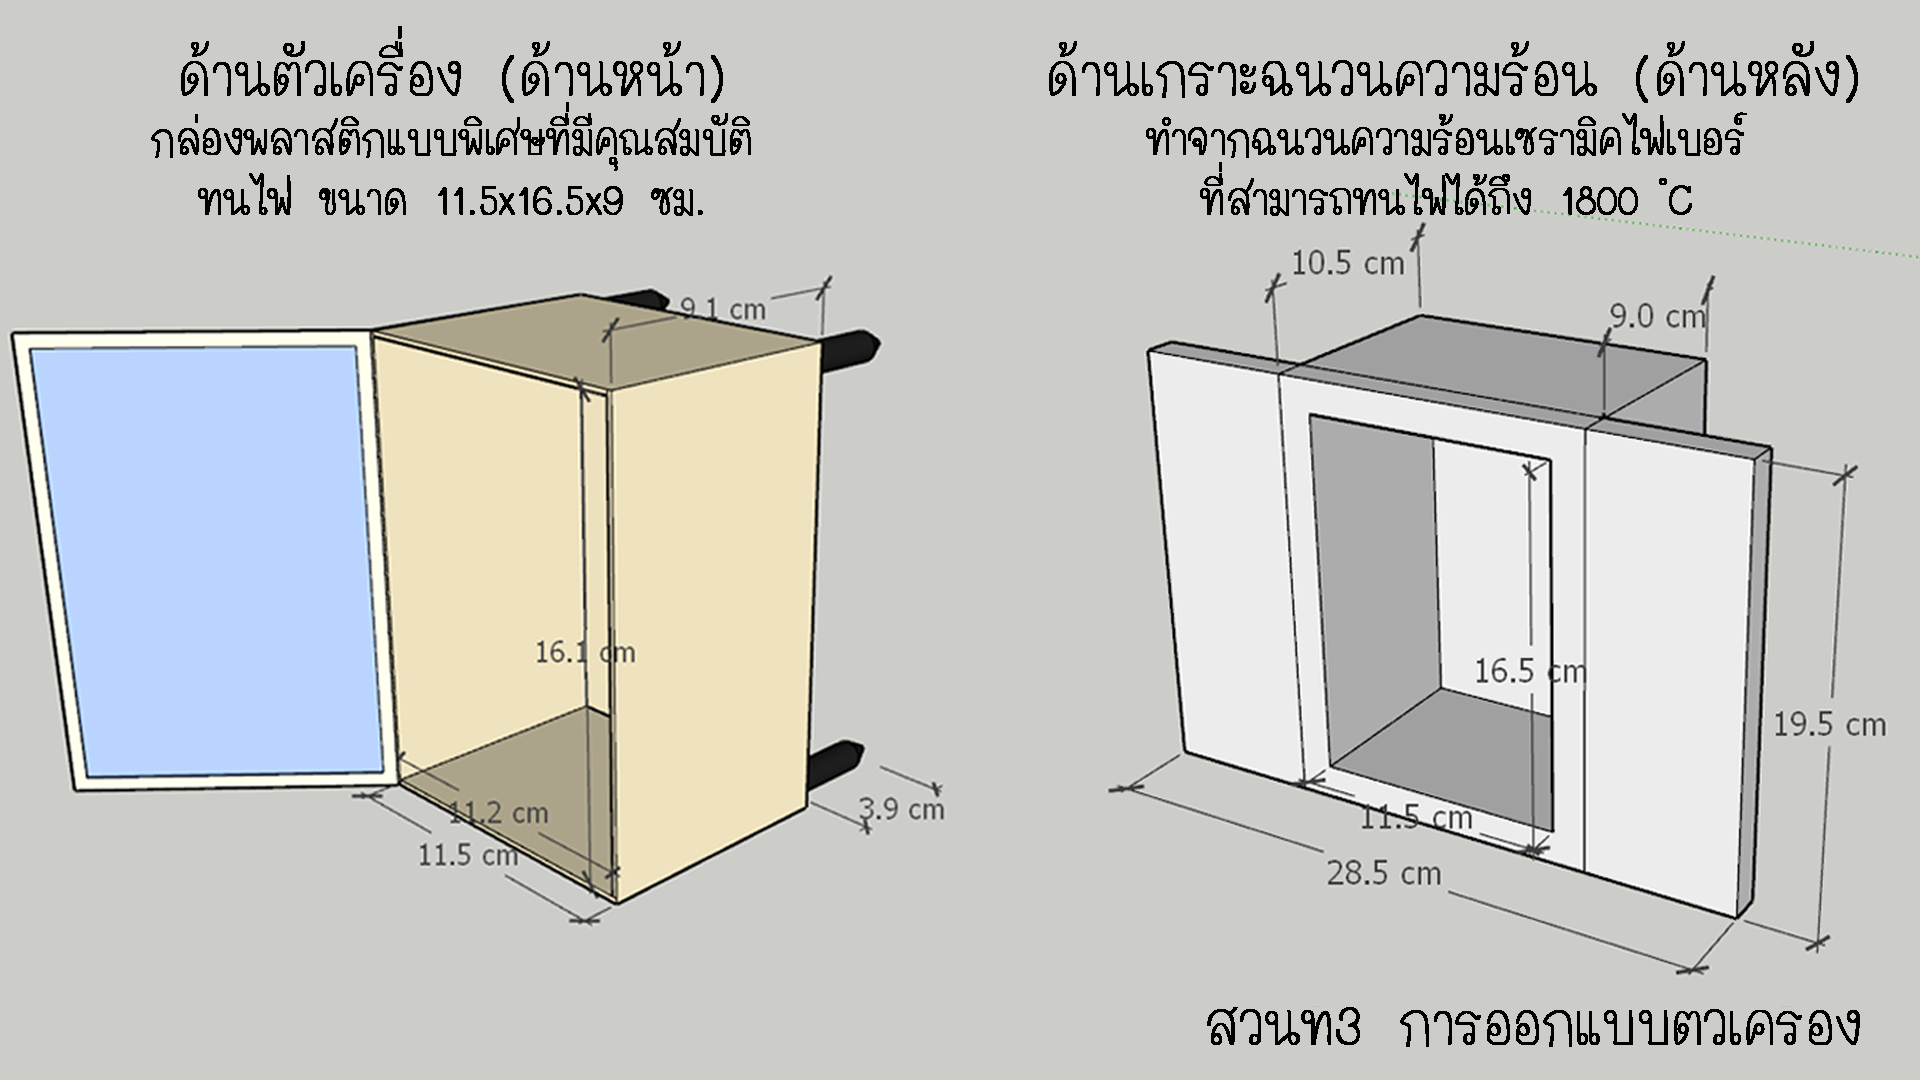 ด้านตัวเครื่อง (ด้านหน้า)
กล่องพลาสติกแบบพิเศษที่มีคุณสมบัติ
ทนไฟ ขนาด 11.5x16.5x9 ซม.
9.1 cm
16.1 cm
11.2 cm
11.5 cm
3.9 cm
ด้านเกราะฉนวนความร้อน (ด้านหลัง)
ทำจากฉนวนความร้อนเซรามิคไฟเบอร์
ที่สามารถทนไฟได้ถึง 1800 °C
10.5 cm
9.0 cm
16.5 cm
19.5 cm
11.5 cm
28.5 cm
สวนท3 การออกแบบตวเครอง